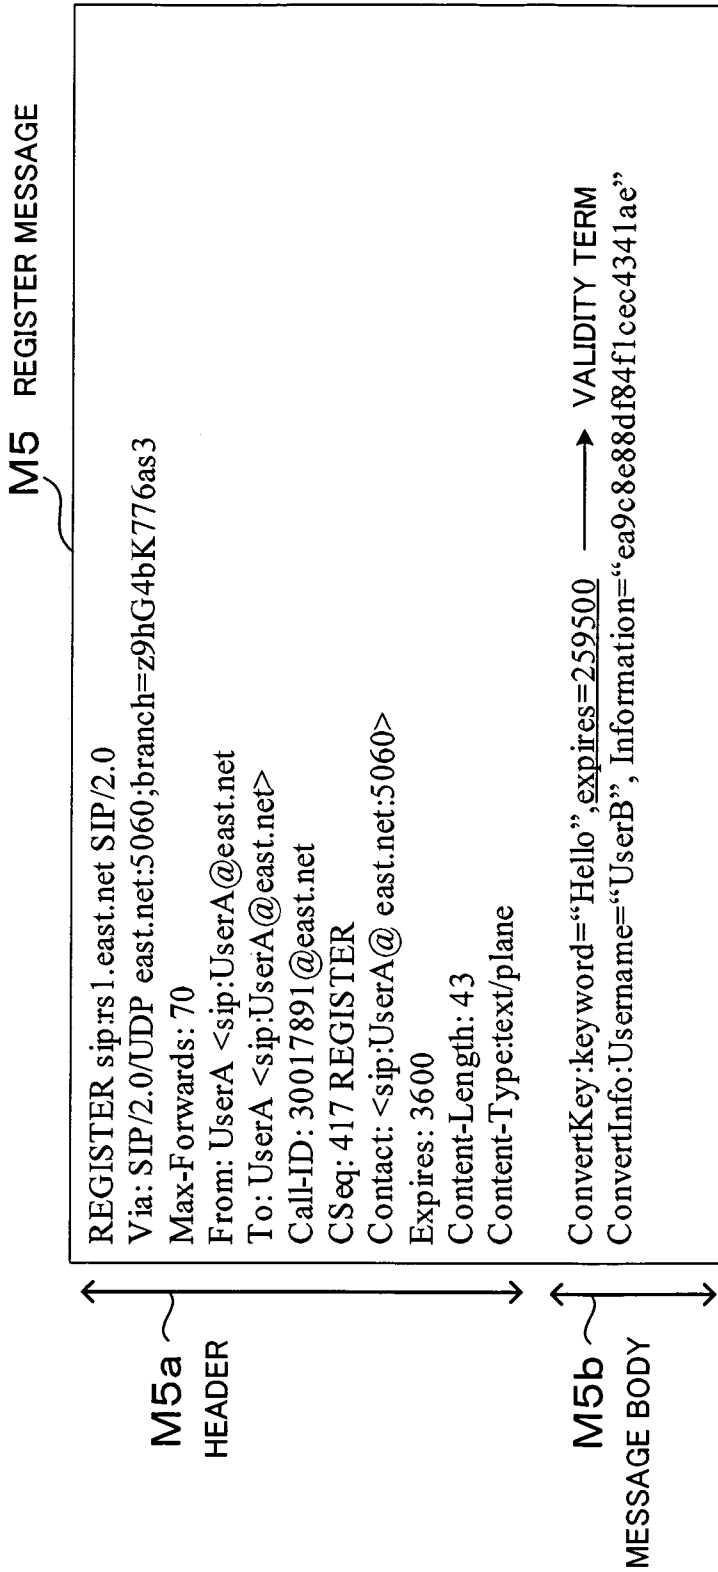 M5 REGISTER MESSAGE
REGISTER sip:rs1.east.net SIP/2.0
Via: SIP/2.0/UDP east.net:5060;branch=z9hG4bK776as3
Max-Forwards: 70
From: UserA <sip:UserA@east.net
To: UserA <sip:UserA@east.net>
Call-ID: 30017891@east.net
CSeq: 417 REGISTER
Contact: <sip:UserA@ east.net:5060>
Expires: 3600
Content-Length: 43
Content-Type:text/plane
M5a
HEADER
ConvertKey:keyword=“Hello”,expires=259500 → VALIDITY TERM
ConvertInfo:Username=“UserB”, Information=“ea9c8e88df84f1cec4341ae”
M5b
MESSAGE BODY